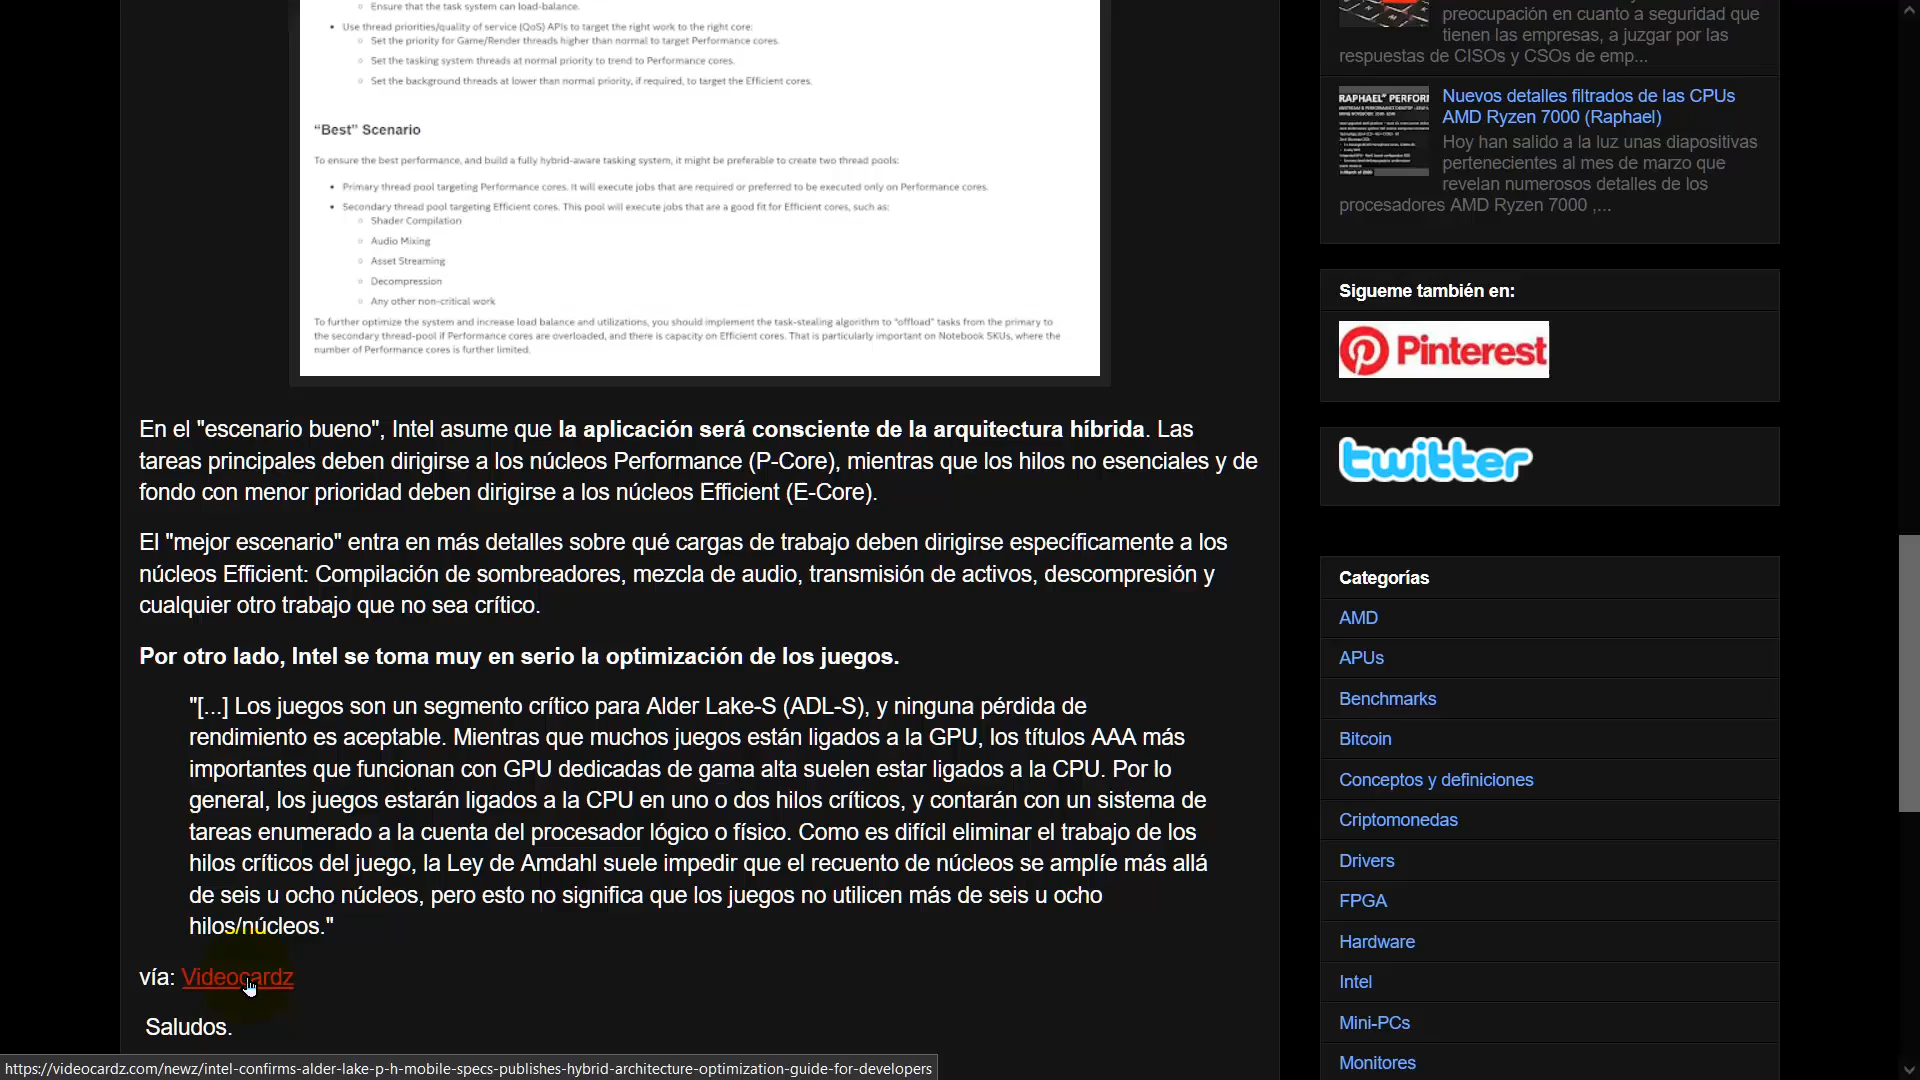 Ensure that the task system can load-balance.
Use thread priorities/quality of service (QoS) APIs to target the right work to the right core:
Set the priority for Game/Render threads higher than normal to target Performance cores.
Set the tasking system threads at normal priority to trend to Performance cores.
Set the background threads at lower than normal priority, if required, to target the Efficient cores.
“Best” Scenario
To ensure the best performance, and build a fully hybrid-aware tasking system, it might be preferable to create two thread pools:
Primary thread pool targeting Performance cores. It will execute jobs that are required or preferred to be executed only on Performance cores.
Secondary thread pool targeting Efficient cores. This pool will execute jobs that are a good fit for Efficient cores, such as:
Shader Compilation
Audio Mixing
Asset Streaming
Decompression
Any other non-critical work
To further optimize the system and increase load balance and utilizations, you should implement the task-stealing algorithm to “offload” tasks from the primary to
the secondary thread-pool if Performance cores are overloaded, and there is capacity on Efficient cores. That is particularly important on Notebook SKUs, where the
number of Performance cores is further limited.
En el "escenario bueno", Intel asume que la aplicación será consciente de la arquitectura híbrida. Las
tareas principales deben dirigirse a los núcleos Performance (P-Core), mientras que los hilos no esenciales y de
fondo con menor prioridad deben dirigirse a los núcleos Efficient (E-Core).
El "mejor escenario" entra en más detalles sobre qué cargas de trabajo deben dirigirse específicamente a los
núcleos Efficient: Compilación de sombreadores, mezcla de audio, transmisión de activos, descompresión y
cualquier otro trabajo que no sea crítico.
Por otro lado, Intel se toma muy en serio la optimización de los juegos.
"[...] Los juegos son un segmento crítico para Alder Lake-S (ADL-S), y ninguna pérdida de
rendimiento es aceptable. Mientras que muchos juegos están ligados a la GPU, los títulos AAA más
importantes que funcionan con GPU dedicadas de gama alta suelen estar ligados a la CPU. Por lo
general, los juegos estarán ligados a la CPU en uno o dos hilos críticos, y contarán con un sistema de
tareas enumerado a la cuenta del procesador lógico o físico. Como es difícil eliminar el trabajo de los
hilos críticos del juego, la Ley de Amdahl suele impedir que el recuento de núcleos se amplíe más allá
de seis u ocho núcleos, pero esto no significa que los juegos no utilicen más de seis u ocho
hilos/núcleos."
vía: Videocardz
Saludos.
https://videocardz.com/newz/intel-confirms-alder-lake-p-h-mobile-specs-publishes-hybrid-architecture-optimization-guide-for-developers
preocupación en cuanto a seguridad que
tienen las empresas, a juzgar por las
respuestas de CISOs y CSOs de emp...
RAPHAEL" PERFOR
Nuevos detalles filtrados de las CPUs
AMD Ryzen 7000 (Raphael)
Hoy han salido a la luz unas diapositivas
pertenecientes al mes de marzo que
revelan numerosos detalles de los
procesadores AMD Ryzen 7000 ,...
Sigueme también en:
Pinterest
twitter
Categorías
AMD
APUs
Benchmarks
Bitcoin
Conceptos y definiciones
Criptomonedas
Drivers
FPGA
Hardware
Intel
Mini-PCs
Monitores